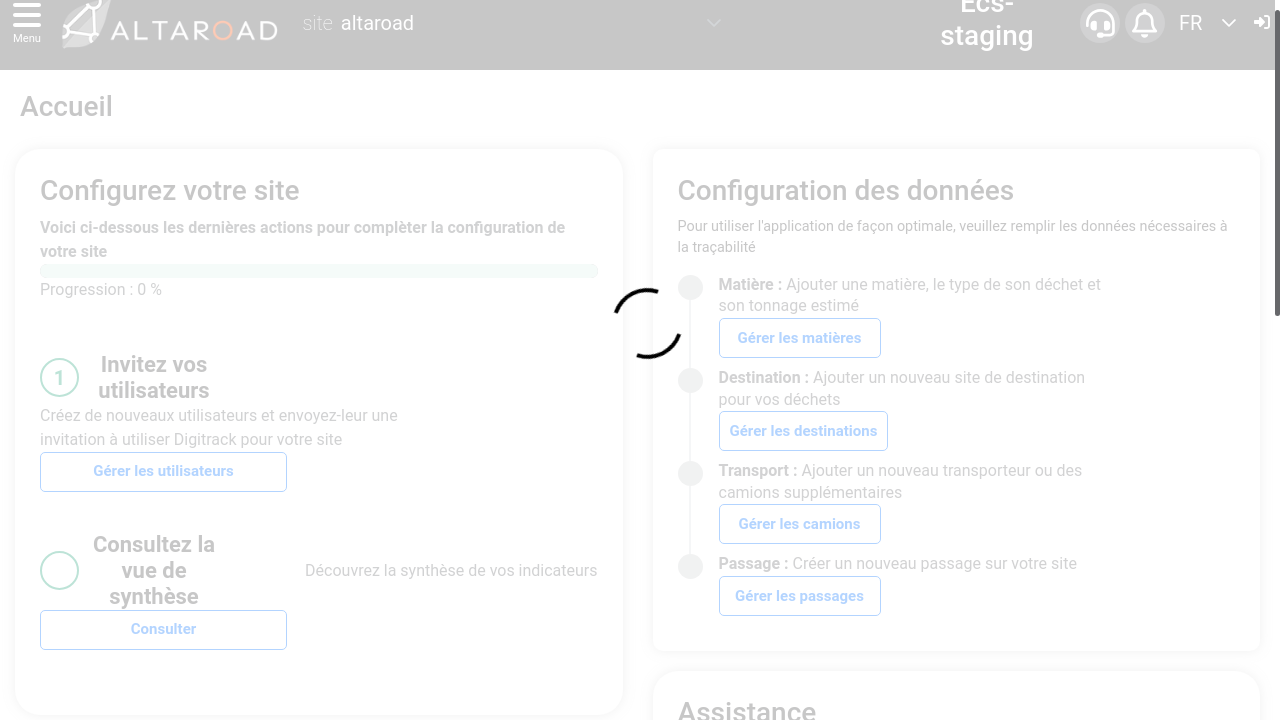 Menu
ALTAROAD
site altaroad
Ecs-
staging
FR
Accueil
Configurez votre site
Voici ci-dessous les dernières actions pour complèter la configuration de
votre site
Progression : 0 %
1
Invitez vos
utilisateurs
Créez de nouveaux utilisateurs et envoyez-leur une
invitation à utiliser Digitrack pour votre site
Gérer les utilisateurs
Consultez la
vue de
synthèse
Découvrez la synthèse de vos indicateurs
Consulter
Configuration des données
Pour utiliser l'application de façon optimale, veuillez remplir les données nécessaires à
la traçabilité
Matière : Ajouter une matière, le type de son déchet et
son tonnage estimé
Gérer les matières
Destination : Ajouter un nouveau site de destination
pour vos déchets
Gérer les destinations
Transport : Ajouter un nouveau transporteur ou des
camions supplémentaires
Gérer les camions
Passage : Créer un nouveau passage sur votre site
Gérer les passages
Assistance